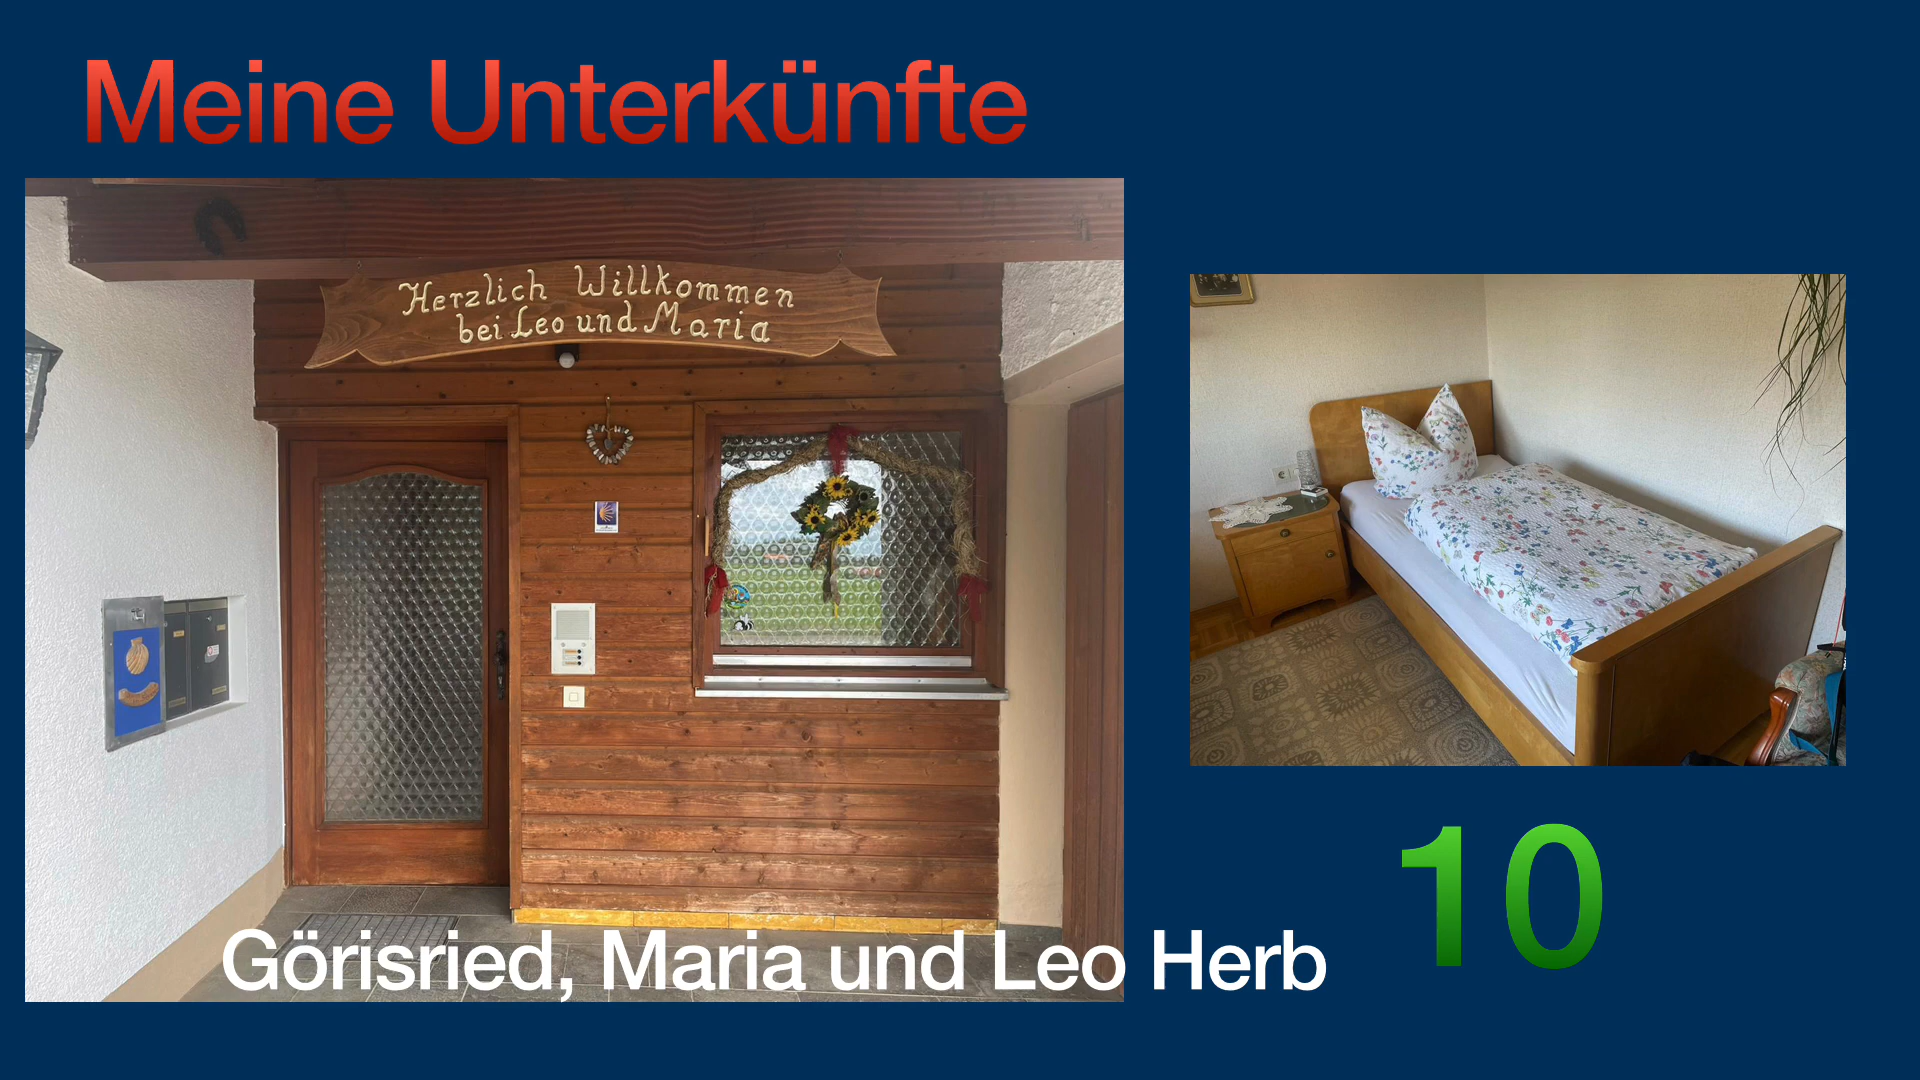 Meine Unterkünfte
Herzlich Willkommen
bei Leo und Maria
10
Görisried, Maria und Leo Herb